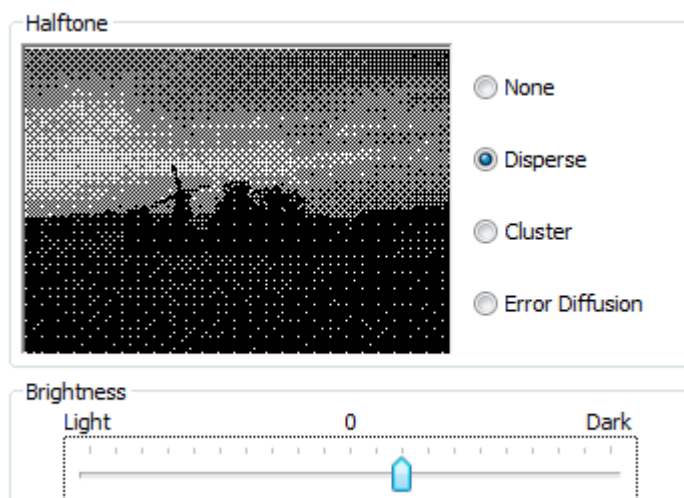 Halftone
None
Disperse
Cluster
Error Diffusion
Brightness
Light 0 Dark